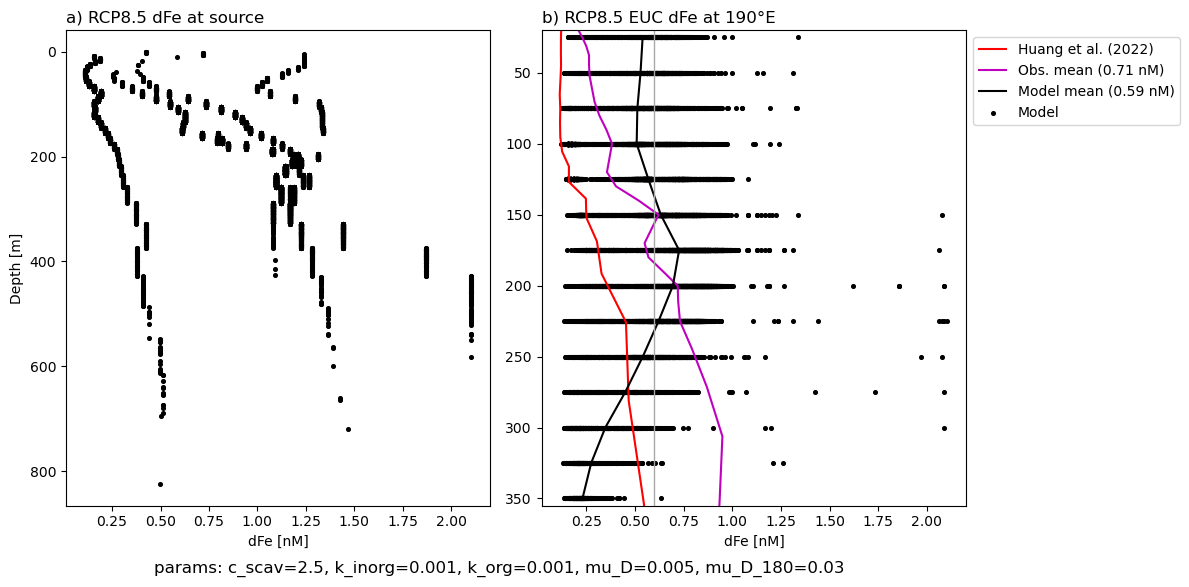 a) RCP8.5 dFe at source
b) RCP8.5 EUC dFe at 190°E
Depth [m]
0
200
400
600
800
0.25 0.50 0.75 1.00 1.25 1.50 1.75 2.00
dFe [nM]
50
100
150
200
250
300
350
0.25 0.50 0.75 1.00 1.25 1.50 1.75 2.00
dFe [nM]
Huang et al. (2022)
Obs. mean (0.71 nM)
Model mean (0.59 nM)
Model
params: c_scav=2.5, k_inorg=0.001, k_org=0.001, mu_D=0.005, mu_D_180=0.03